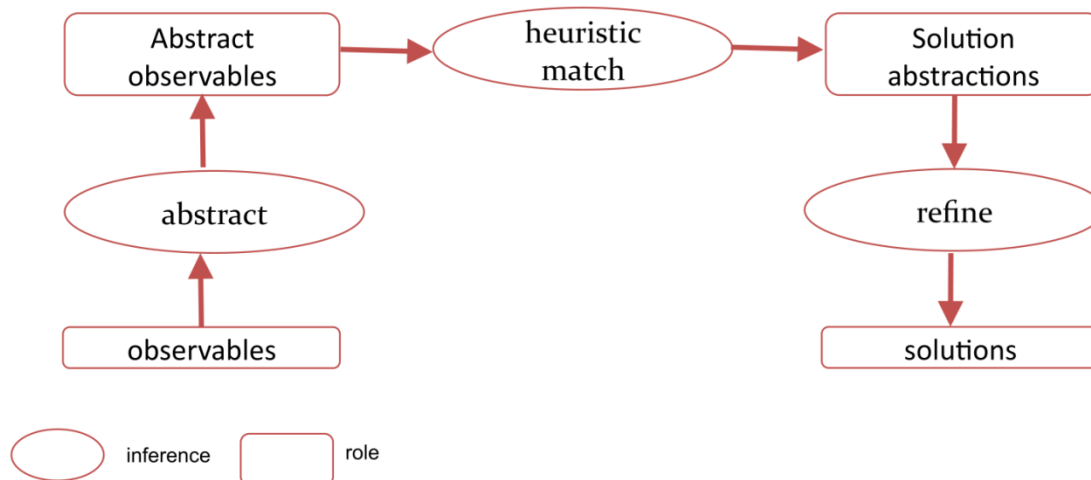 Abstract
observables
heuristic
match
Solution
abstractions
abstract
refine
observables
solutions
inference
role